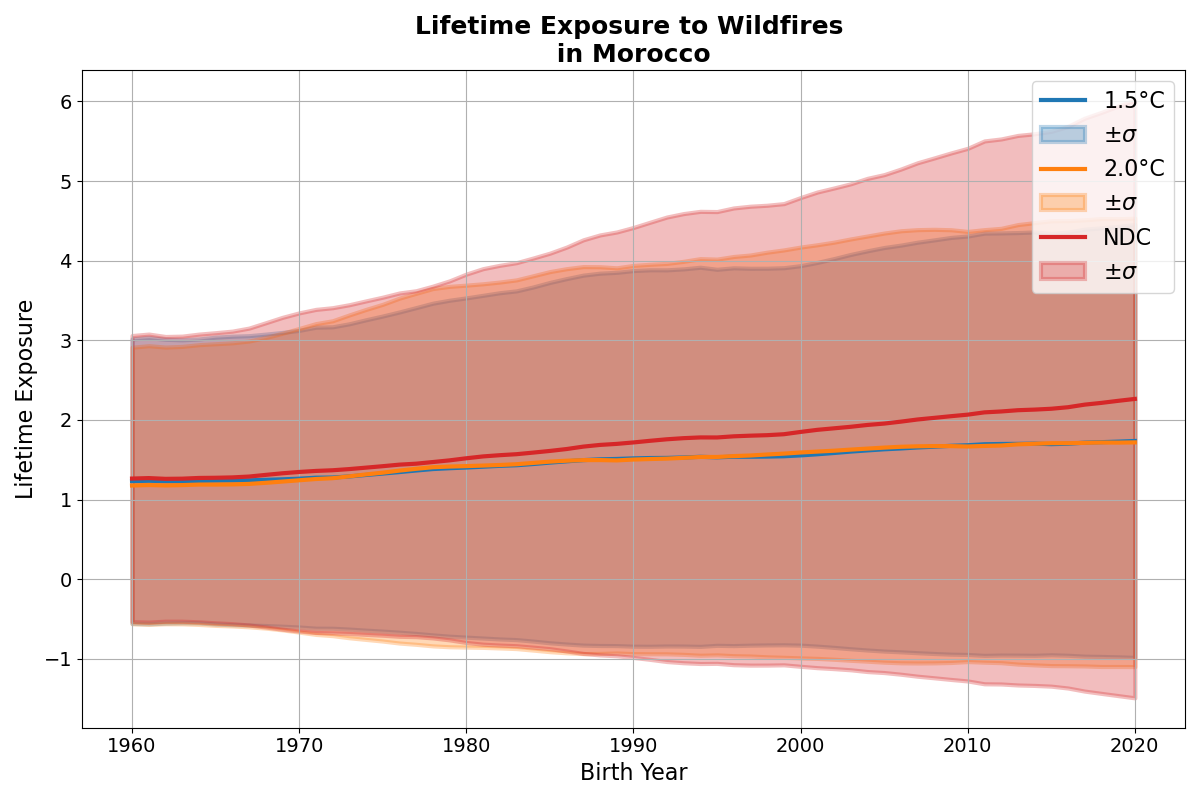 Lifetime Exposure to Wildfires
in Morocco
6
5
4
3
2
1
0
−1
Lifetime Exposure
1.5°C
±σ
2.0°C
±σ
NDC
±σ
1960
1970
1980
1990
2000
2010
2020
Birth Year